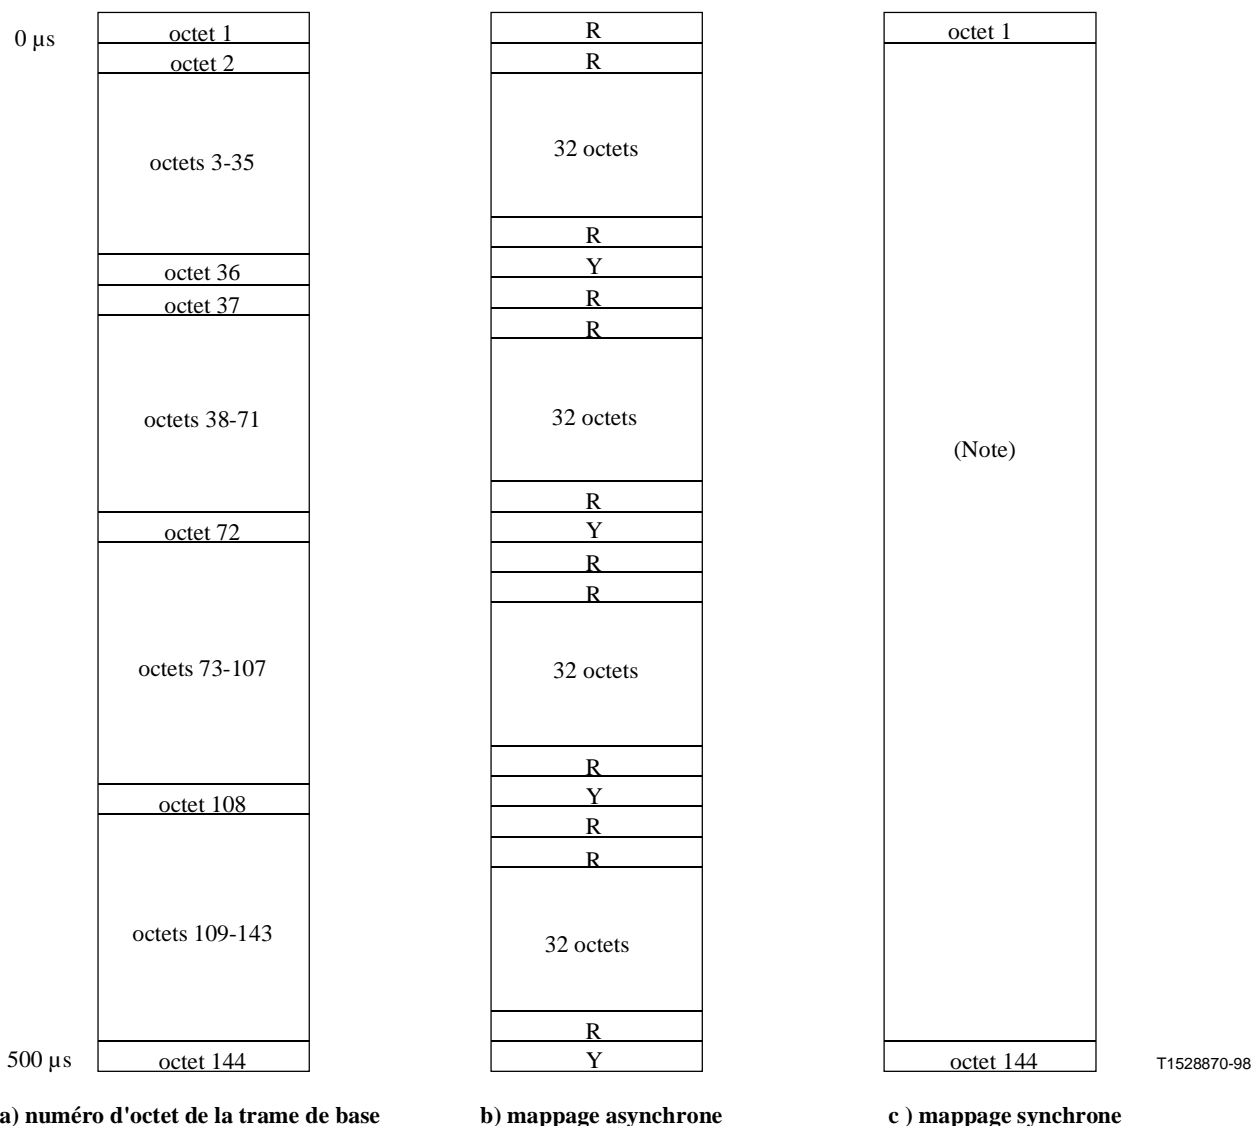 0 µs
octet 1
octet 2
octets 3-35
octet 36
octet 37
octets 38-71
octet 72
octets 73-107
octet 108
octets 109-143
500 µs
octet 144
a) numéro d'octet de la trame de base
R
R
32 octets
R
Y
R
R
32 octets
R
Y
R
R
32 octets
R
Y
R
R
32 octets
R
Y
b) mappage asynchrone
octet 1
(Note)
octet 144
c ) mappage synchrone
T1528870-98